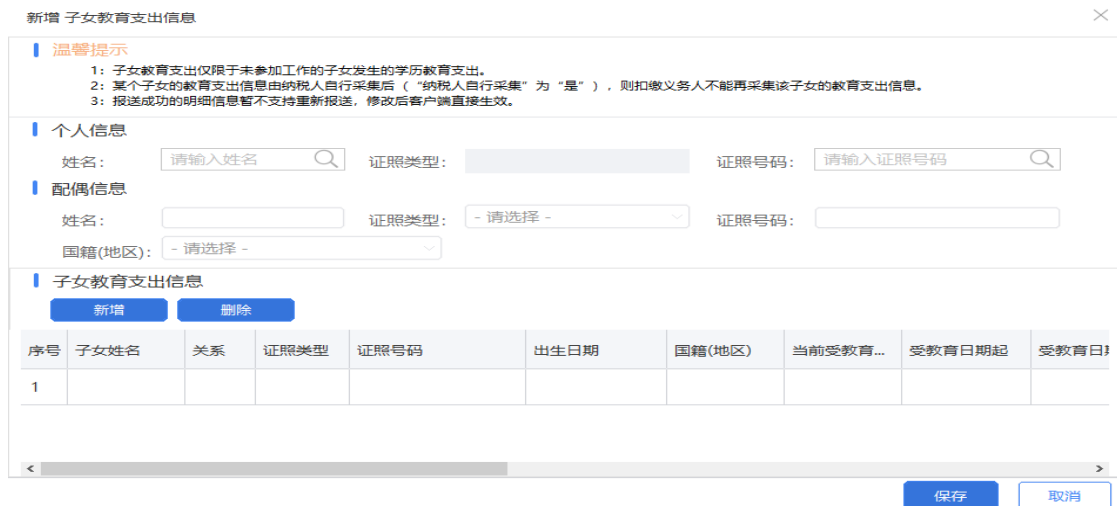 新增 子女教育支出信息
温馨提示
1：子女教育支出仅限于未参加工作的子女发生的学历教育支出。
2：某个子女的教育支出信息由纳税人自行采集后（“纳税人自行采集”为“是”），则扣缴义务人不能再采集该子女的教育支出信息。
3：报送成功的明细信息暂不支持重新报送，修改后客户端直接生效。
个人信息
姓名： 请输入姓名 证照类型： 证照号码： 请输入证照号码
配偶信息
姓名： 证照类型： - 请选择 - 证照号码：
国籍(地区)： - 请选择 -
子女教育支出信息
新增 删除
序号 子女姓名 关系 证照类型 证照号码 出生日期 国籍(地区) 当前受教育... 受教育日期起 受教育日
1
保存 取消